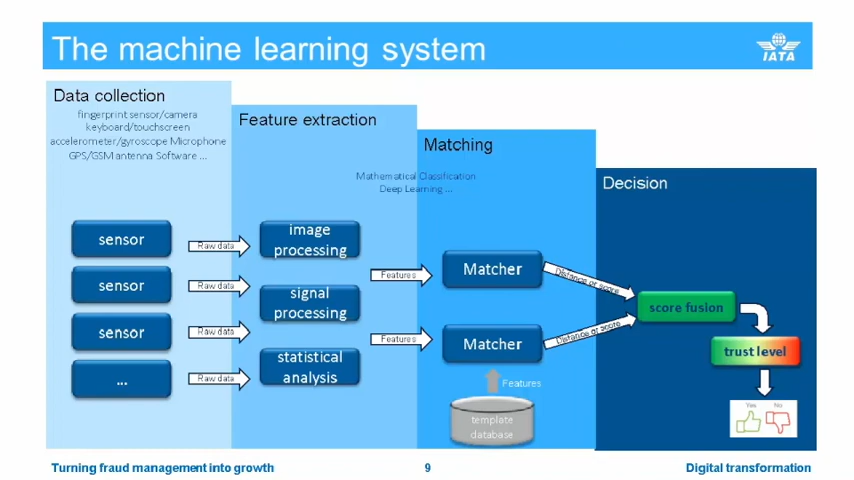 The machine learning system
IATA
Data collection
fingerprint sensor/camera
keyboard/touchscreen
accelerometer/gyroscope Microphone
GPS/GSM antenna Software ...
Feature extraction
Matching
Mathematical Classification
Deep Learning ...
Decision
sensor
Raw data
image
processing
sensor
Raw data
signal
processing
sensor
Raw data
statistical
analysis
...
Raw data
Features
Matcher
Distance or score
Features
Matcher
Distance or score
Features
template
database
score fusion
trust level
Yes No
Turning fraud management into growth
9
Digital transformation